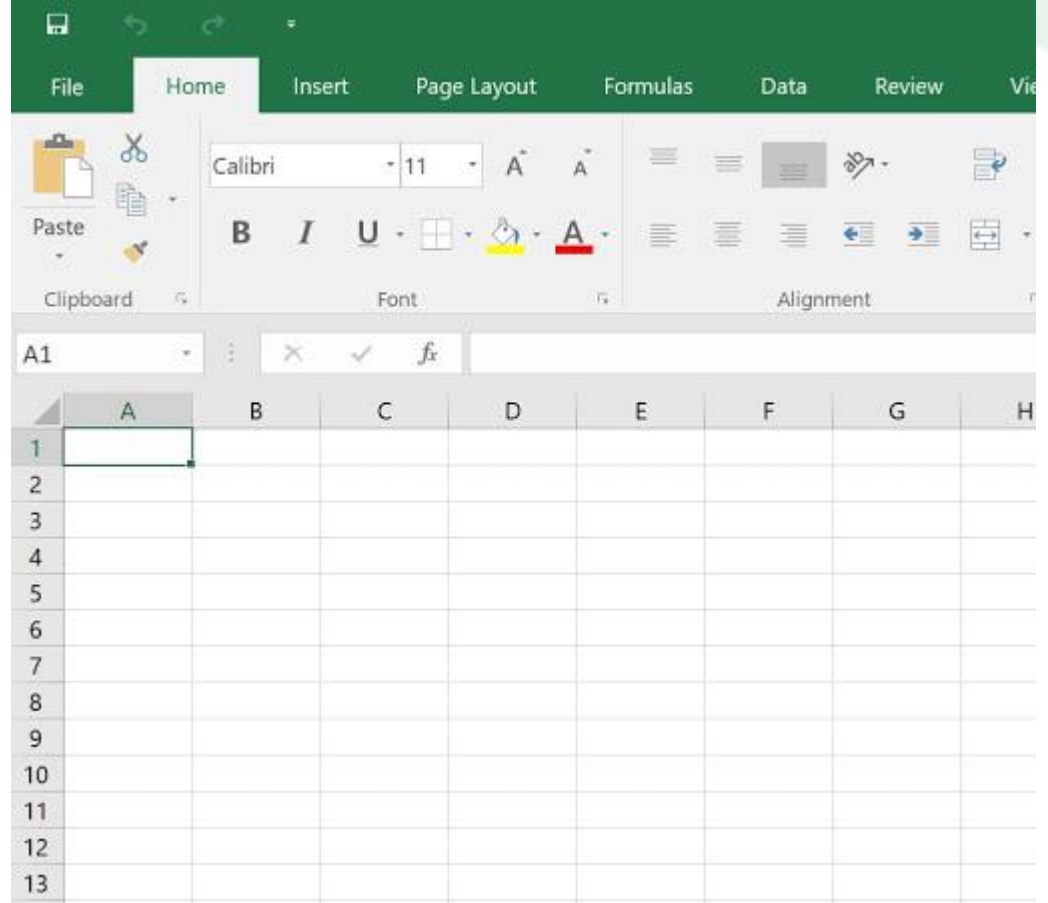 File Home Insert Page Layout Formulas Data Review Vie
Calibri 11 A A
Paste B I U A
Clipboard Font Alignment
A1 fx
A B C D E F G H
1
2
3
4
5
6
7
8
9
10
11
12
13